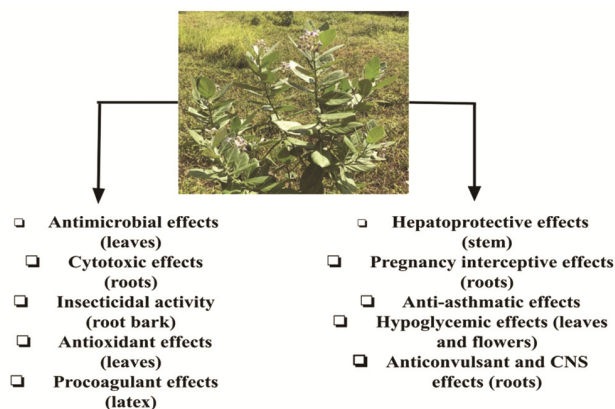 Antimicrobial effects
(leaves)
Cytotoxic effects
(roots)
Insecticidal activity
(root bark)
Antioxidant effects
(leaves)
Procoagulant effects
(latex)
Hepatoprotective effects
(stem)
Pregnancy interceptive effects
(roots)
Anti-asthmatic effects
Hypoglycemic effects (leaves
and flowers)
Anticonvulsant and CNS
effects (roots)